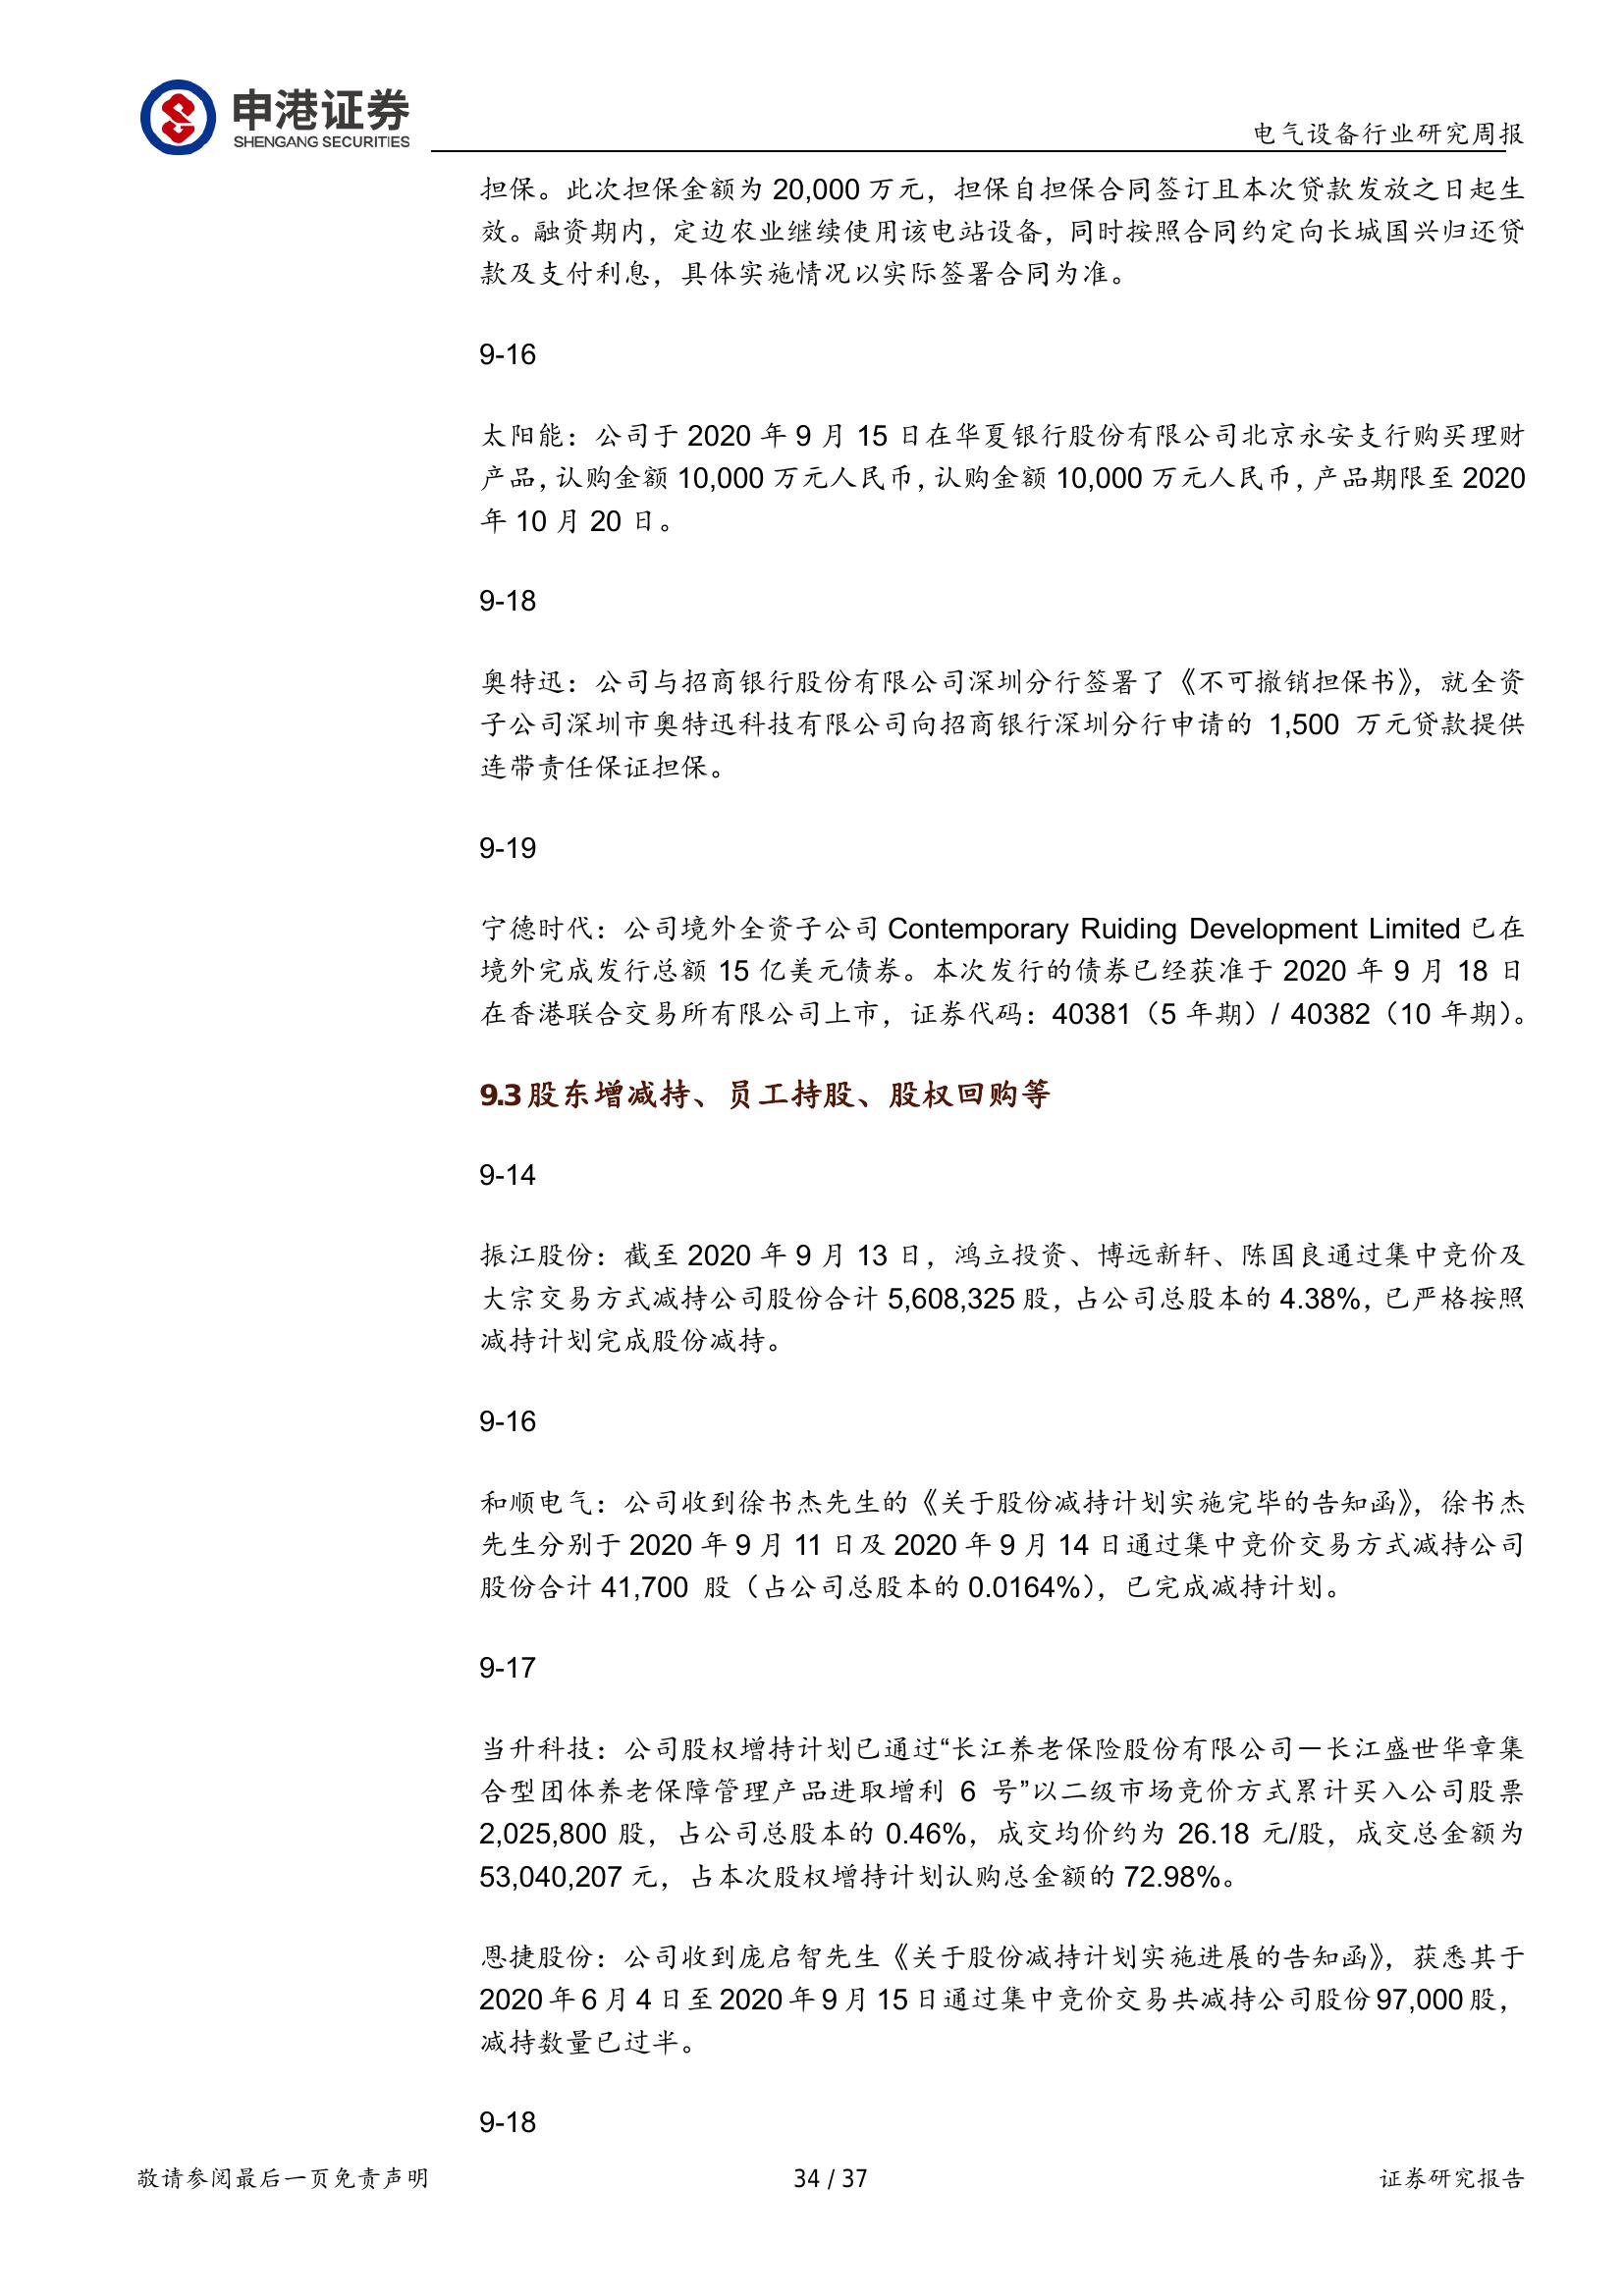 申港证券
SHENGANG SECURITIES
电气设备行业研究周报
担保。此次担保金额为 20,000 万元，担保自担保合同签订且本次贷款发放之日起生
效。融资期内，定边农业继续使用该电站设备，同时按照合同约定向长城国兴归还贷
款及支付利息，具体实施情况以实际签署合同为准。
9-16
太阳能：公司于 2020 年 9 月 15 日在华夏银行股份有限公司北京永安支行购买理财
产品，认购金额 10,000 万元人民币，认购金额 10,000 万元人民币，产品期限至 2020
年 10 月 20 日。
9-18
奥特迅：公司与招商银行股份有限公司深圳分行签署了《不可撤销担保书》，就全资
子公司深圳市奥特迅科技有限公司向招商银行深圳分行申请的 1,500 万元贷款提供
连带责任保证担保。
9-19
宁德时代：公司境外全资子公司 Contemporary Ruiding Development Limited 已在
境外完成发行总额 15 亿美元债券。本次发行的债券已经获准于 2020 年 9 月 18 日
在香港联合交易所有限公司上市，证券代码：40381（5 年期）/ 40382（10 年期）。
9.3 股东增减持、员工持股、股权回购等
9-14
振江股份：截至 2020 年 9 月 13 日，鸿立投资、博远新轩、陈国良通过集中竞价及
大宗交易方式减持公司股份合计 5,608,325 股，占公司总股本的 4.38%，已严格按照
减持计划完成股份减持。
9-16
和顺电气：公司收到徐书杰先生的《关于股份减持计划实施完毕的告知函》，徐书杰
先生分别于 2020 年 9 月 11 日及 2020 年 9 月 14 日通过集中竞价交易方式减持公司
股份合计 41,700 股（占公司总股本的 0.0164%），已完成减持计划。
9-17
当升科技：公司股权增持计划已通过“长江养老保险股份有限公司－长江盛世华章集
合型团体养老保障管理产品进取增利 6 号”以二级市场竞价方式累计买入公司股票
2,025,800 股，占公司总股本的 0.46%，成交均价约为 26.18 元/股，成交总金额为
53,040,207 元，占本次股权增持计划认购总金额的 72.98%。
恩捷股份：公司收到庞启智先生《关于股份减持计划实施进展的告知函》，获悉其于
2020 年 6 月 4 日至 2020 年 9 月 15 日通过集中竞价交易共减持公司股份 97,000 股，
减持数量已过半。
9-18
敬请参阅最后一页免责声明
34 / 37
证券研究报告